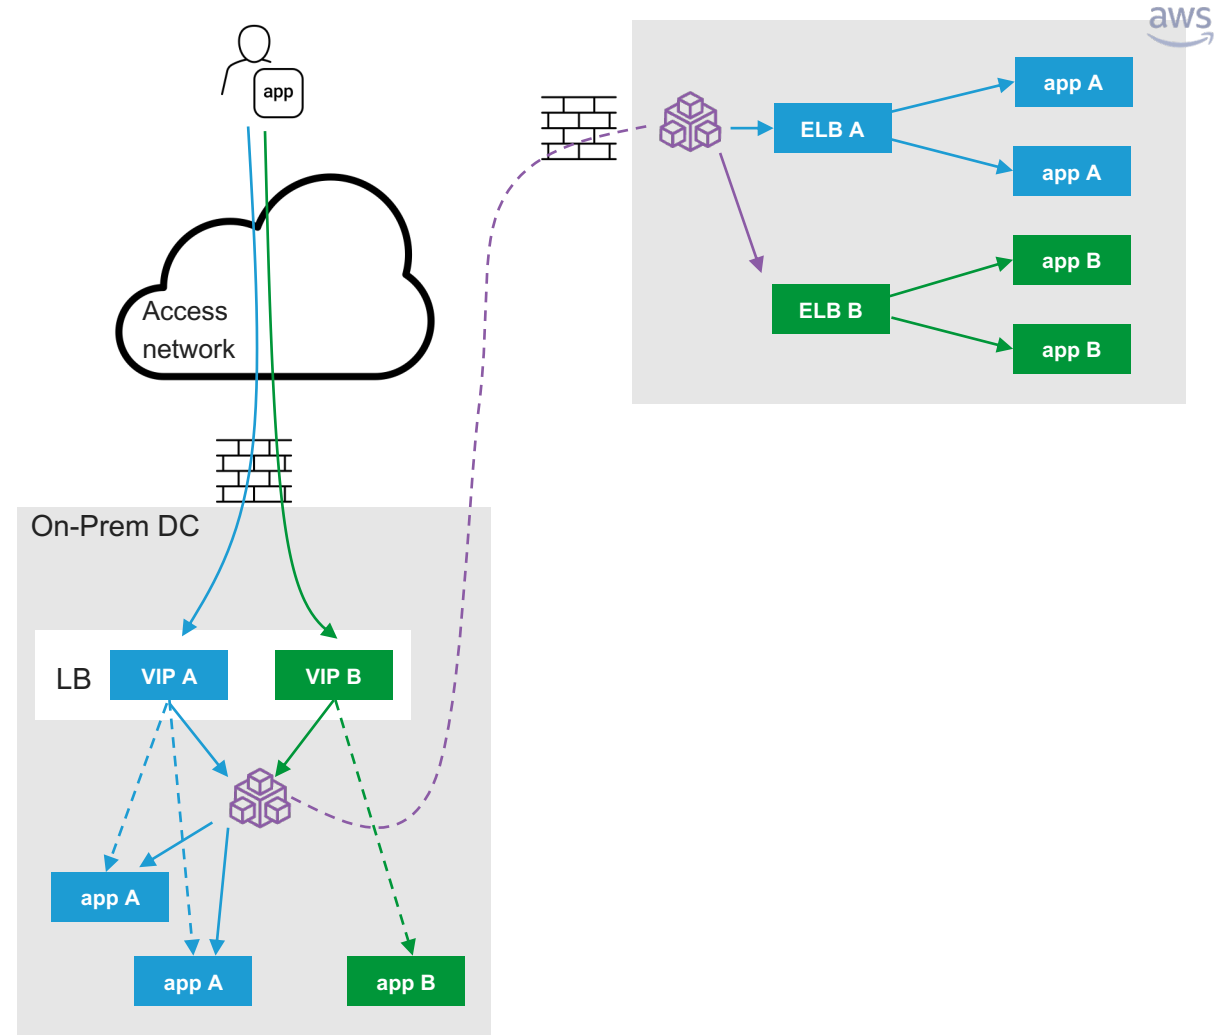 aws
app
ELB A
app A
app A
ELB B
app B
app B
Access
network
On-Prem DC
LB
VIP A
VIP B
app A
app A
app B